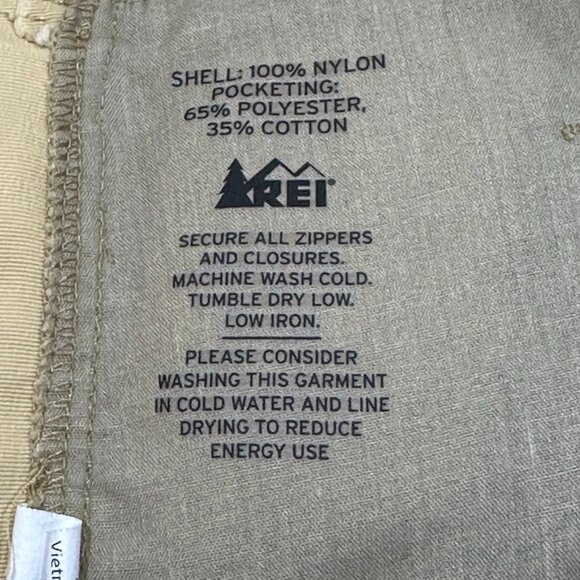 SHELL: 100% NYLON
POCKETING:
65% POLYESTER,
35% COTTON
REI®
SECURE ALL ZIPPERS
AND CLOSURES.
MACHINE WASH COLD.
TUMBLE DRY LOW.
LOW IRON.
PLEASE CONSIDER
WASHING THIS GARMENT
IN COLD WATER AND LINE
DRYING TO REDUCE
ENERGY USE